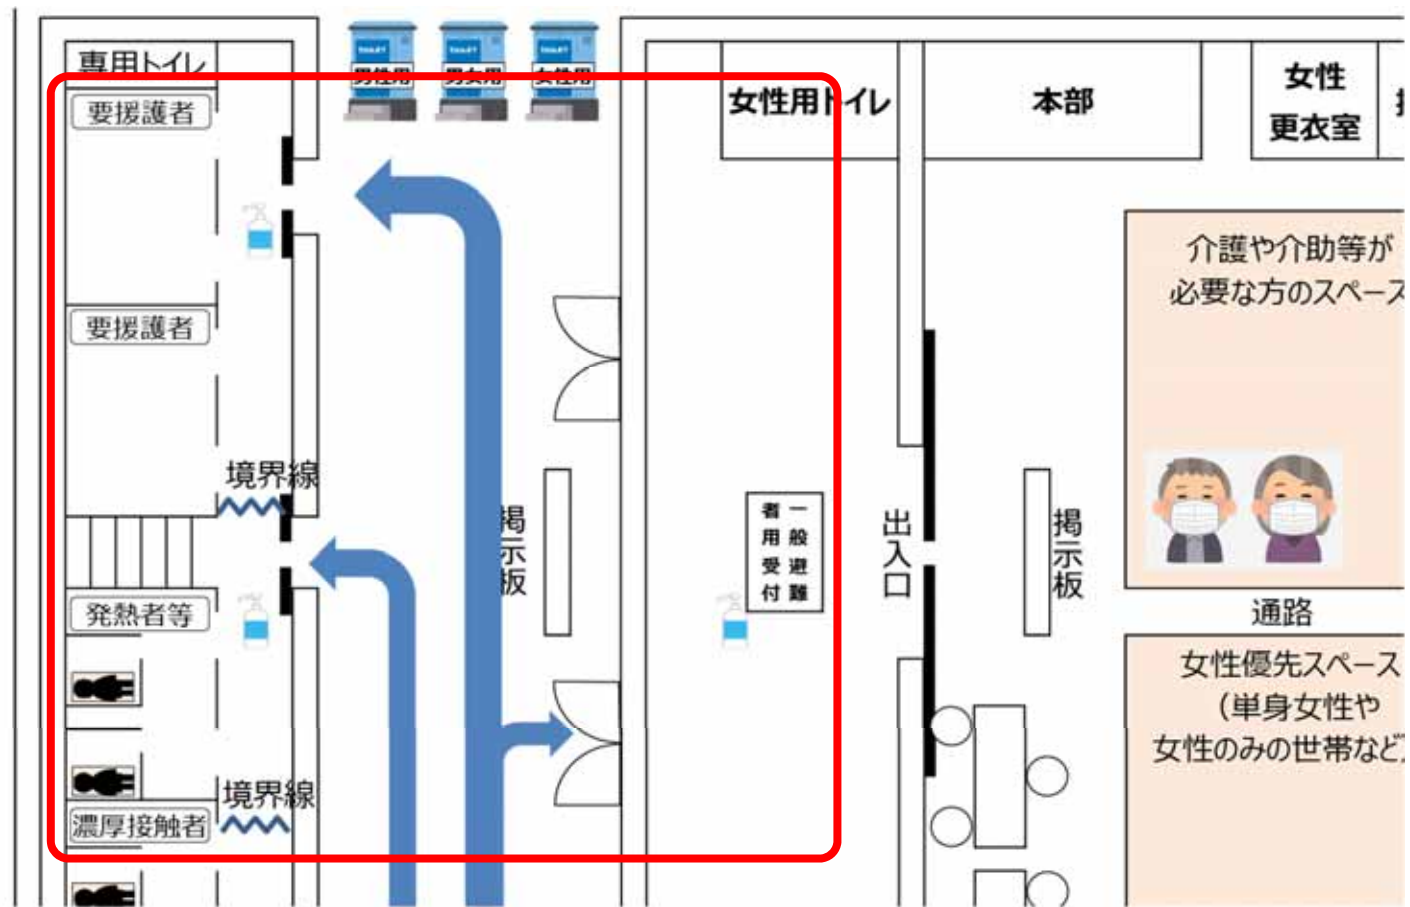 専用トイレ
要援護者
要援護者
境界線
発熱者等
境界線
濃厚接触者
男性用
男女用
女性用
掲示板
女性用トイレ
一般避難
者用受付
出入口
本部
女性
更衣室
掲示板
介護や介助等が
必要な方のスペース
通路
女性優先スペース
（単身女性や
女性のみの世帯など